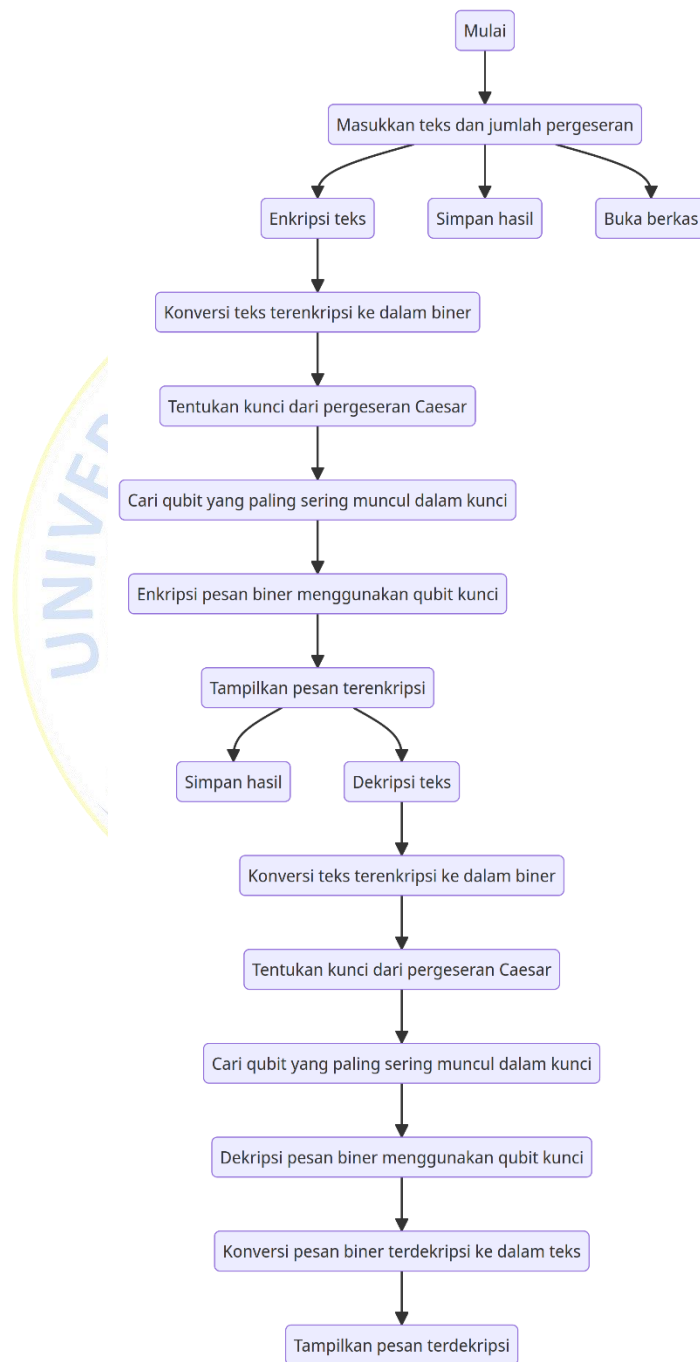 Mulai
Masukkan teks dan jumlah pergeseran
Enkripsi teks
Simpan hasil
Buka berkas
Konversi teks terenkripsi ke dalam biner
Tentukan kunci dari pergeseran Caesar
Cari qubit yang paling sering muncul dalam kunci
Enkripsi pesan biner menggunakan qubit kunci
Tampilkan pesan terenkripsi
Simpan hasil
Dekripsi teks
Konversi teks terenkripsi ke dalam biner
Tentukan kunci dari pergeseran Caesar
Cari qubit yang paling sering muncul dalam kunci
Dekripsi pesan biner menggunakan qubit kunci
Konversi pesan biner terdekripsi ke dalam teks
Tampilkan pesan terdekripsi